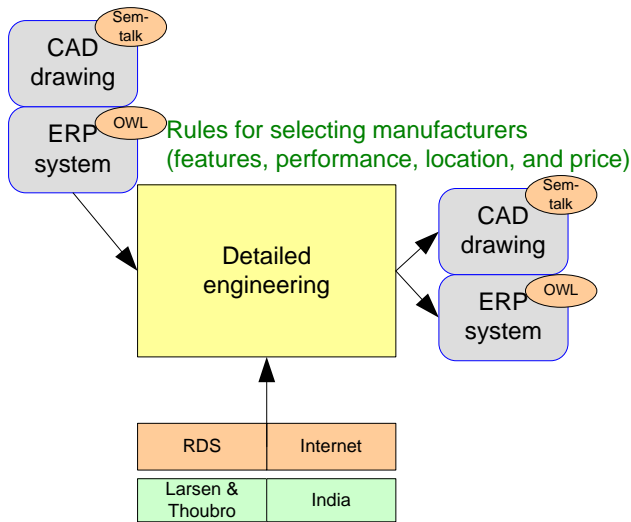 Sem-
talk
CAD
drawing
OWL
ERP
system
Rules for selecting manufacturers
(features, performance, location, and price)
Sem-
talk
CAD
drawing
Detailed
engineering
OWL
ERP
system
RDS
Internet
Larsen &
Thoubro
India